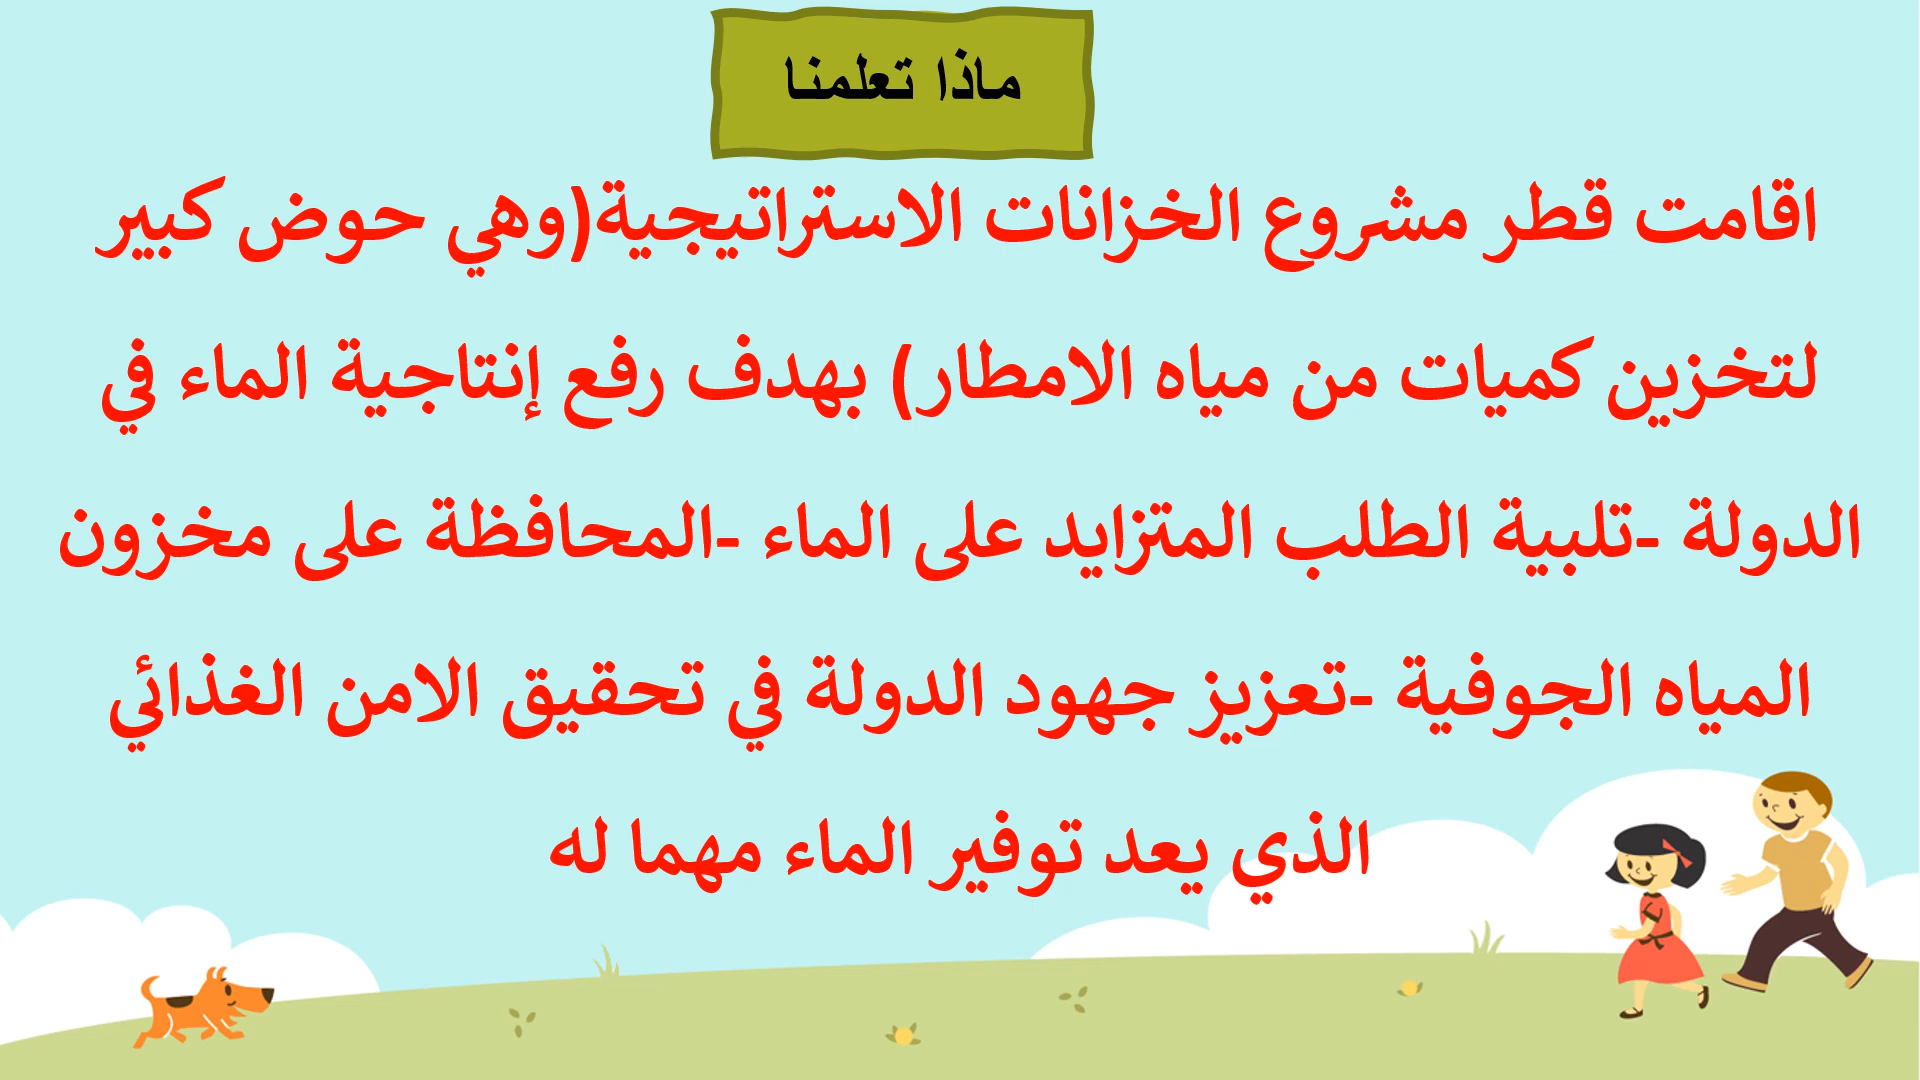 ماذا تعلمنا
اقامت قطر مشروع الخزانات الاستراتيجية(وهي حوض كبير
لتخزين كميات من مياه الامطار) بهدف رفع إنتاجية الماء في
الدولة -تلبية الطلب المتزايد على الماء -المحافظة على مخزون
المياه الجوفية -تعزيز جهود الدولة في تحقيق الامن الغذائي
الذي يعد توفير الماء مهما له